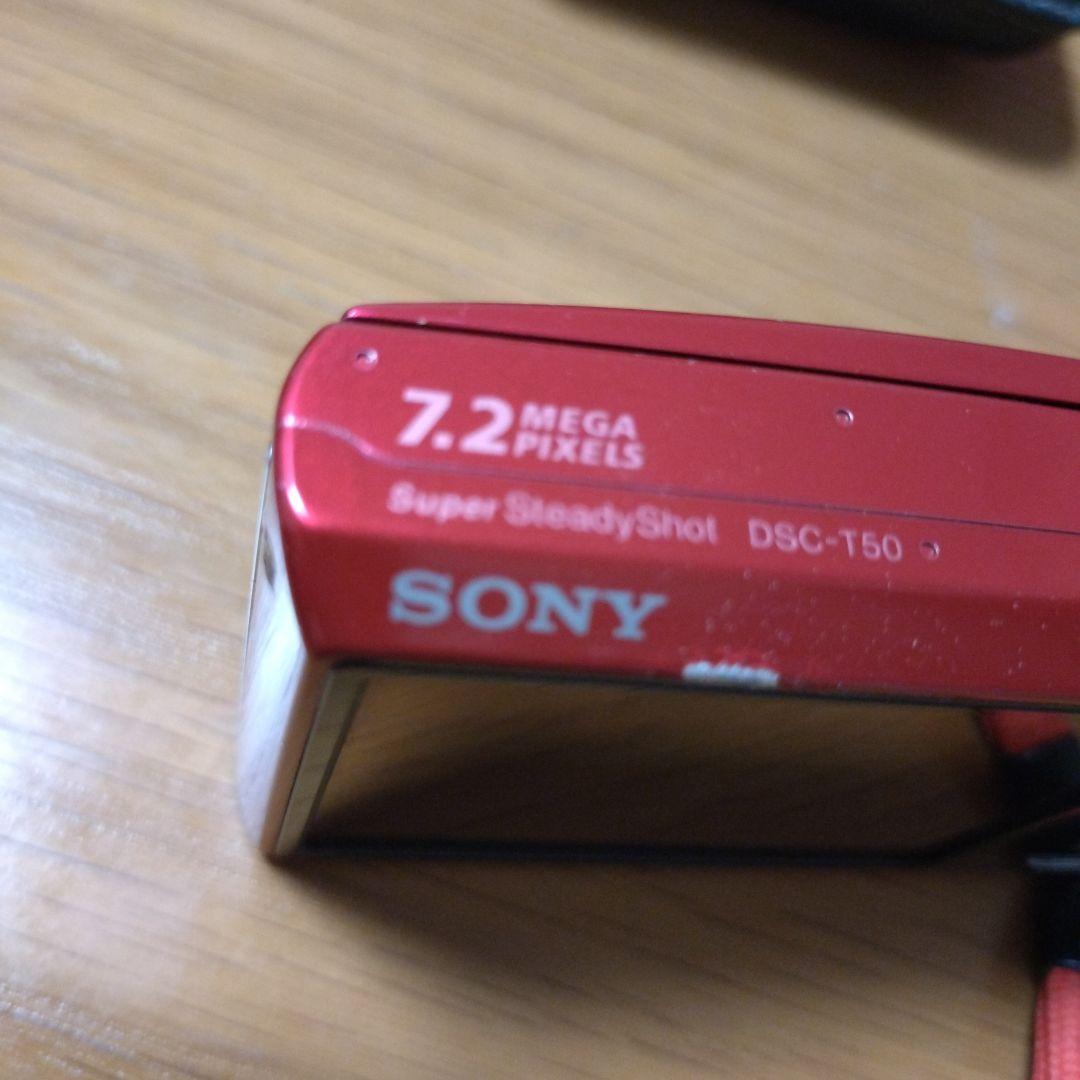 7.2 MEGA PIXELS
Super SteadyShot DSC-T50
SONY